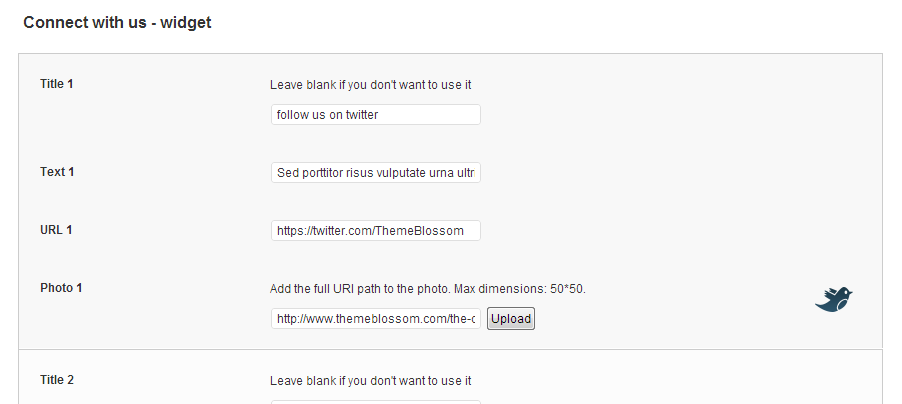 Connect with us - widget
Title 1
Leave blank if you don't want to use it
follow us on twitter
Text 1
Sed porttitor risus vulputate urna ultr
URL 1
https://twitter.com/ThemeBlossom
Photo 1
Add the full URI path to the photo. Max dimensions: 50*50.
http://www.themeblossom.com/the-c Upload
Title 2
Leave blank if you don't want to use it